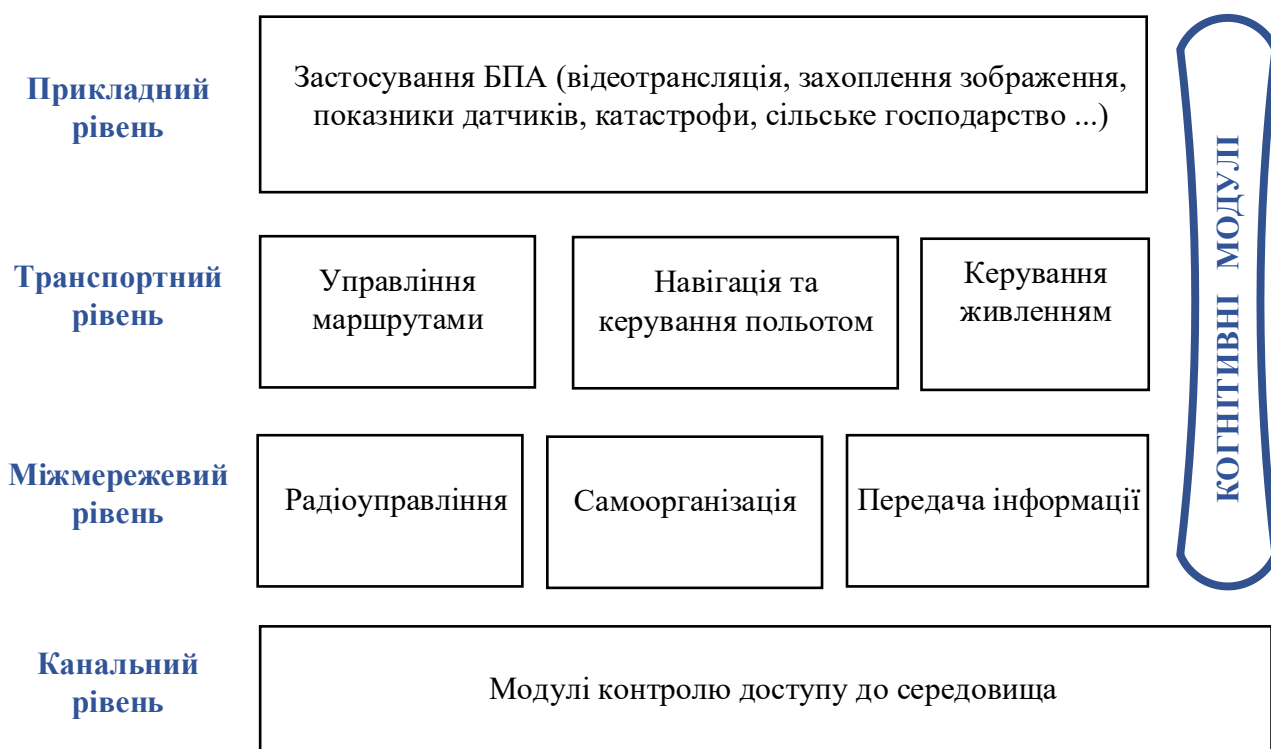 Прикладний
рівень
Застосування БПА (відеотрансляція, захоплення зображення,
показники датчиків, катастрофи, сільське господарство ...)
Транспортний
рівень
Управління
маршрутами
Навігація та
керування польотом
Керування
живленням
Міжмережевий
рівень
Радіоуправління
Самоорганізація
Передача інформації
Канальний
рівень
Модулі контролю доступу до середовища
КОГНІТИВНІ МОДУЛІ